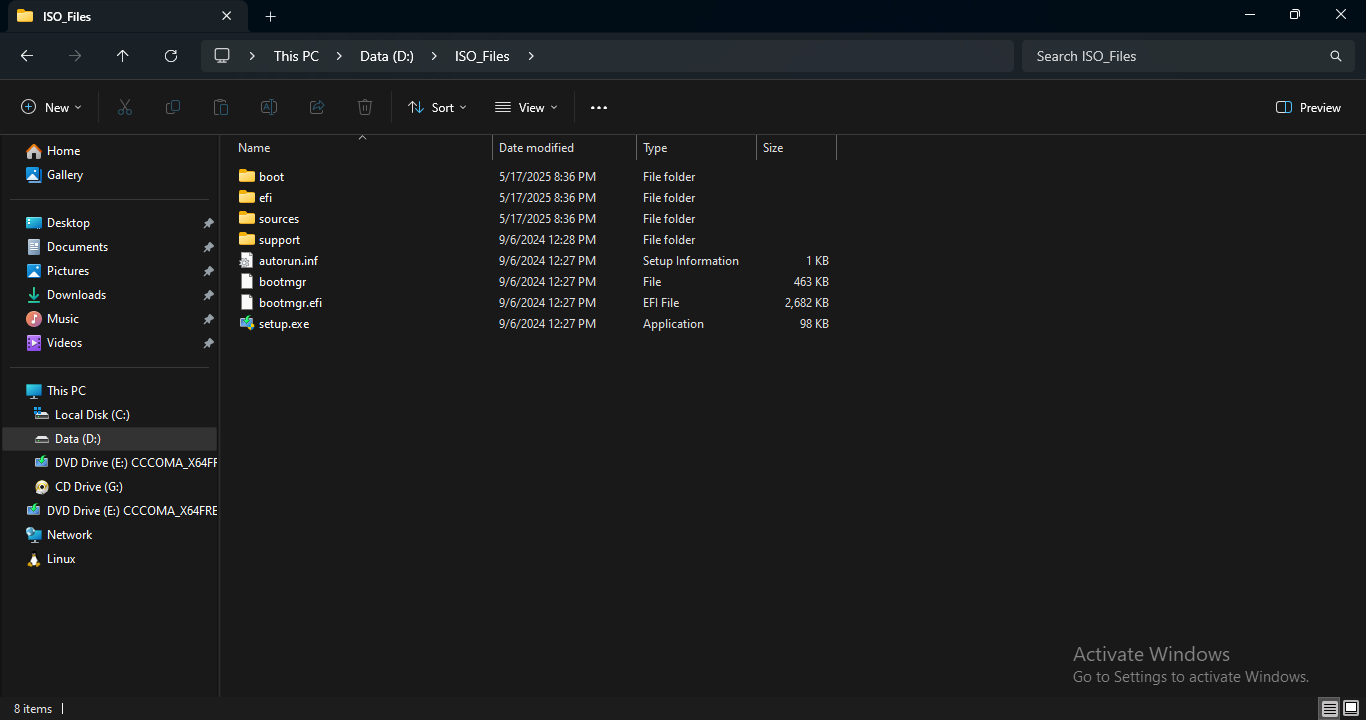 ISO_Files
This PC Data (D:) ISO_Files
Search ISO_Files
New Sort View Preview
Name Date modified Type Size
boot 5/17/2025 8:36 PM File folder
efi 5/17/2025 8:36 PM File folder
sources 5/17/2025 8:36 PM File folder
support 9/6/2024 12:28 PM File folder
autorun.inf 9/6/2024 12:27 PM Setup Information 1 KB
bootmgr 9/6/2024 12:27 PM File 463 KB
bootmgr.efi 9/6/2024 12:27 PM EFI File 2,682 KB
setup.exe 9/6/2024 12:27 PM Application 98 KB
Home
Gallery
Desktop
Documents
Pictures
Downloads
Music
Videos
This PC
Local Disk (C:)
Data (D:)
DVD Drive (E:) CCCOMA_X64FF
CD Drive (G:)
DVD Drive (E:) CCCOMA_X64FRE
Network
Linux
Activate Windows
Go to Settings to activate Windows.
8 items